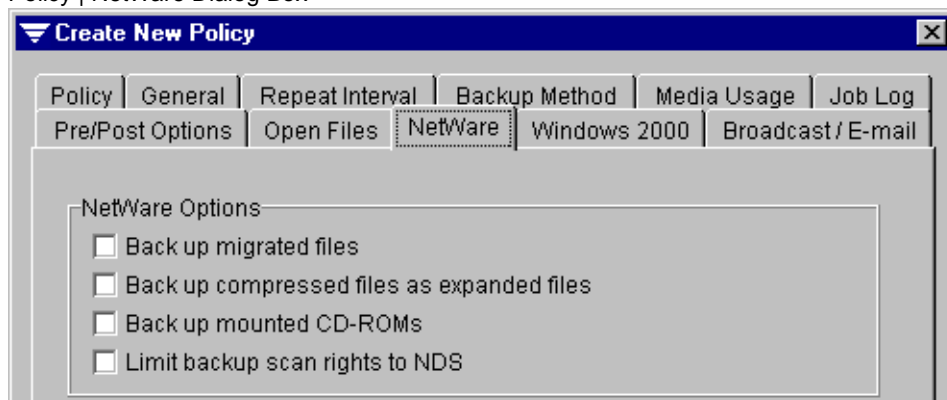 Policy | NetWare Dialog Box
Create New Policy
Policy General Repeat Interval Backup Method Media Usage Job Log
Pre/Post Options Open Files NetWare Windows 2000 Broadcast / E-mail
NetWare Options
Back up migrated files
Back up compressed files as expanded files
Back up mounted CD-ROMs
Limit backup scan rights to NDS